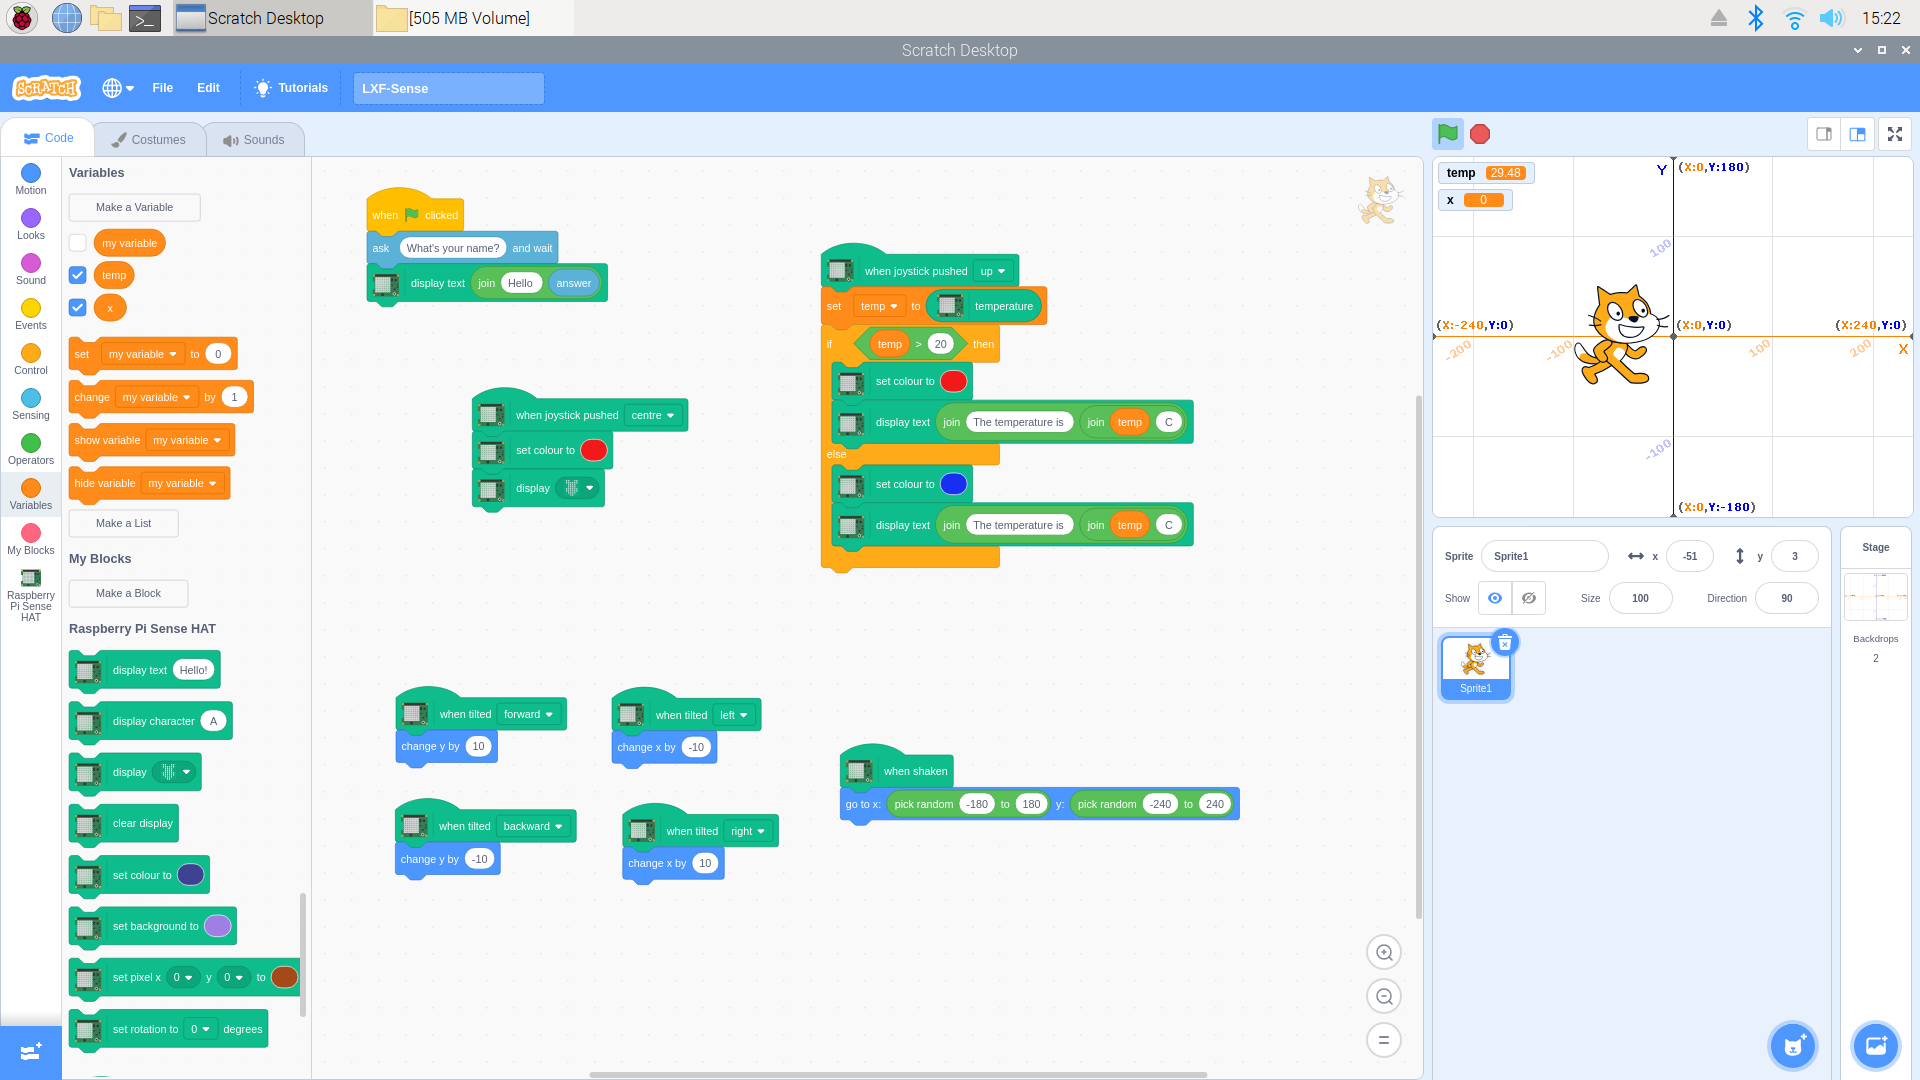 Scratch Desktop
[505 MB Volume]
15:22
Scratch Desktop
SCRATCH
File
Edit
Tutorials
LXF-Sense
Code
Costumes
Sounds
Motion
Looks
Sound
Events
Control
Sensing
Operators
Variables
My Blocks
Raspberry
Pi Sense
HAT
Variables
Make a Variable
my variable
temp
x
set my variable to 0
change my variable by 1
show variable my variable
hide variable my variable
Make a List
My Blocks
Make a Block
Raspberry Pi Sense HAT
display text Hello!
display character A
display
clear display
set colour to
set background to
set pixel x 0 y 0 to
set rotation to 0 degrees
when clicked
ask What's your name? and wait
display text join Hello answer
when joystick pushed centre
set colour to
display
when joystick pushed up
set temp to temperature
if temp > 20 then
set colour to
display text join The temperature is join temp C
else
set colour to
display text join The temperature is join temp C
when tilted forward
change y by 10
when tilted left
change x by -10
when tilted backward
change y by -10
when tilted right
change x by 10
when shaken
go to x: pick random -180 to 180 y: pick random -240 to 240
temp 29.48
x 0
Y
(X:0,Y:180)
100
(X:-240,Y:0)
(X:0,Y:0)
(X:240,Y:0)
-200
-100
100
200
X
-100
(X:0,Y:-180)
Sprite Sprite1 x -51 y 3
Show Size 100 Direction 90
Sprite1
Stage
Backdrops
2